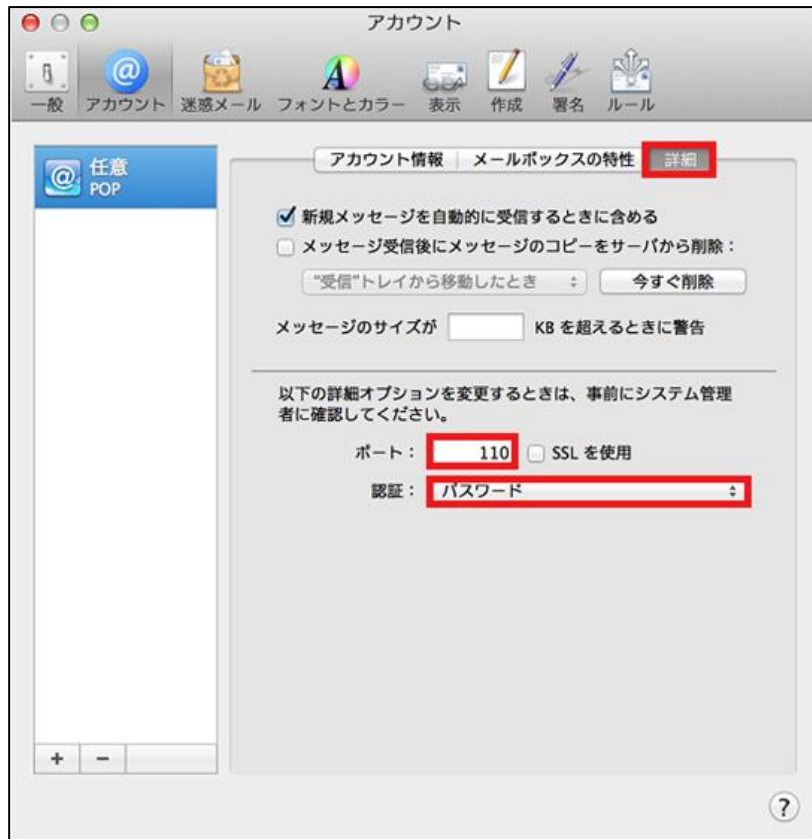 アカウント
一般 アカウント 迷惑メール フォントとカラー 表示 作成 署名 ルール
任意
POP
アカウント情報 メールボックスの特性 詳細
新規メッセージを自動的に受信するときに含める
メッセージ受信後にメッセージのコピーをサーバから削除：
"受信"トレイから移動したとき 今すぐ削除
メッセージのサイズが KB を超えるときに警告
以下の詳細オプションを変更するときは、事前にシステム管理
者に確認してください。
ポート： 110 SSL を使用
認証： パスワード
+ − ?